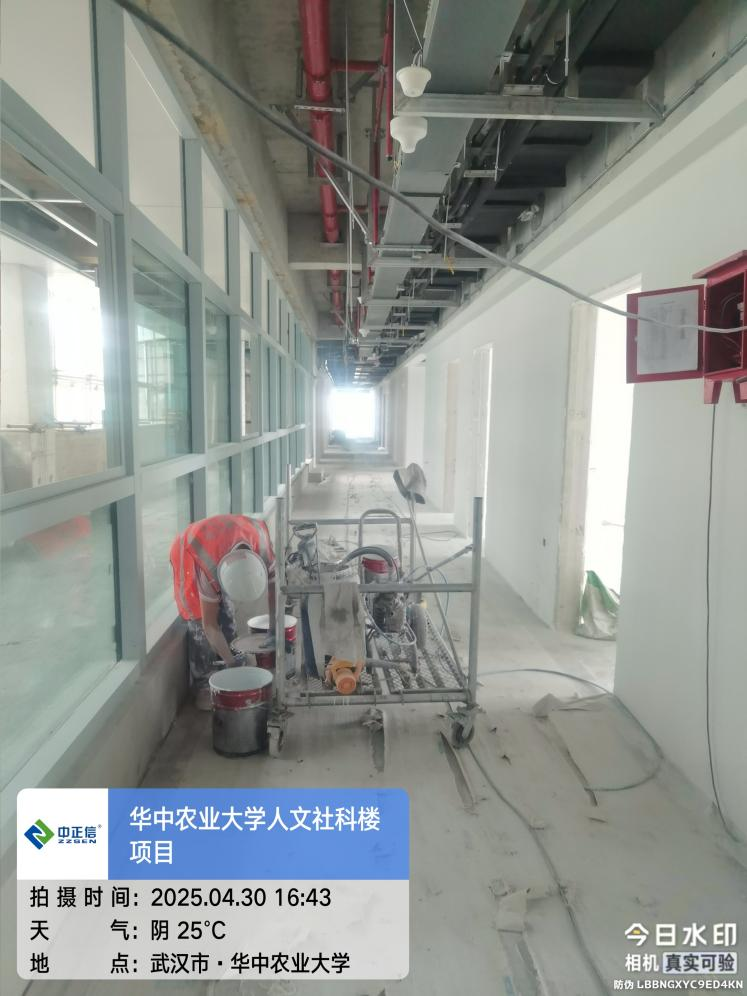 中正信®
ZZSEN
华中农业大学人文社科楼
项目
拍摄时间：2025.04.30 16:43
天气：阴 25℃
地点：武汉市·华中农业大学
今日水印
相机 真实可验
防伪 LBBNGXYC9ED4KN